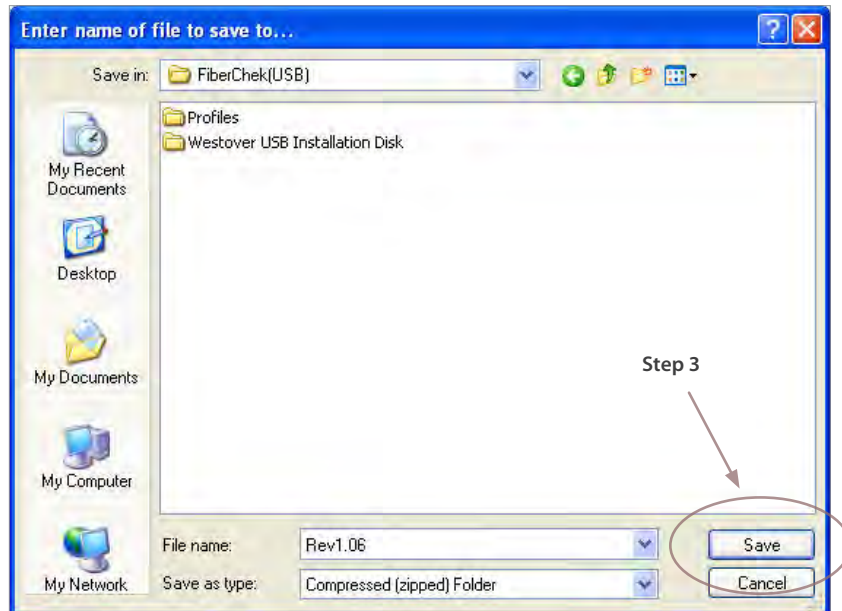 Enter name of file to save to...
Save in: FiberChek(USB)
Profiles
Westover USB Installation Disk
My Recent
Documents
Desktop
My Documents
My Computer
My Network
Step 3
File name: Rev1.06 Save
Save as type: Compressed (zipped) Folder Cancel